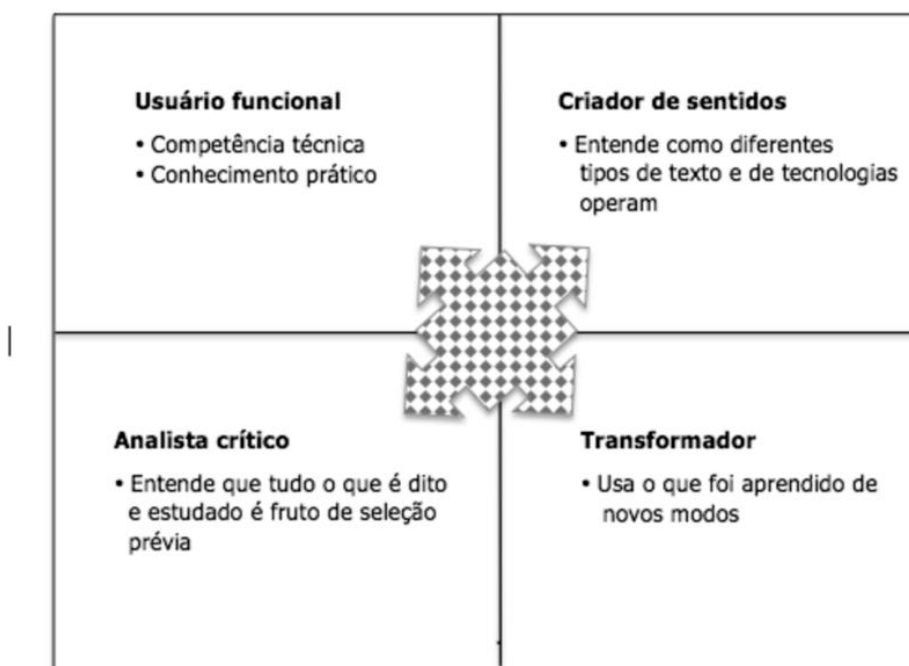 Usuário funcional
• Competência técnica
• Conhecimento prático
Criador de sentidos
• Entende como diferentes
tipos de texto e de tecnologias
operam
Analista crítico
• Entende que tudo o que é dito
e estudado é fruto de seleção
prévia
Transformador
• Usa o que foi aprendido de
novos modos